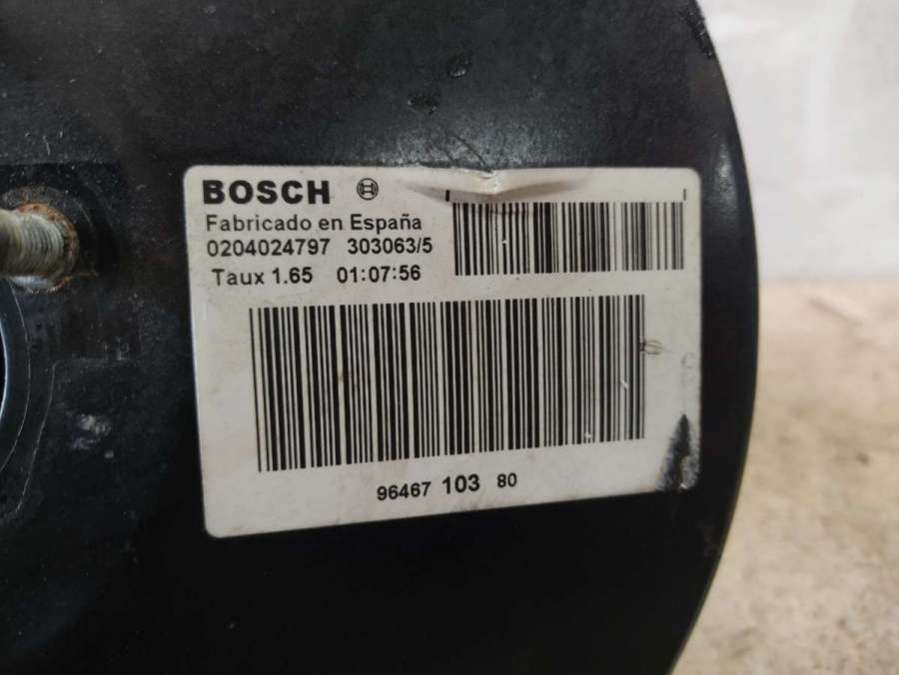 BOSCH
Fabricado en España
0204024797 303063/5
Taux 1.65 01:07:56
96467 103 80